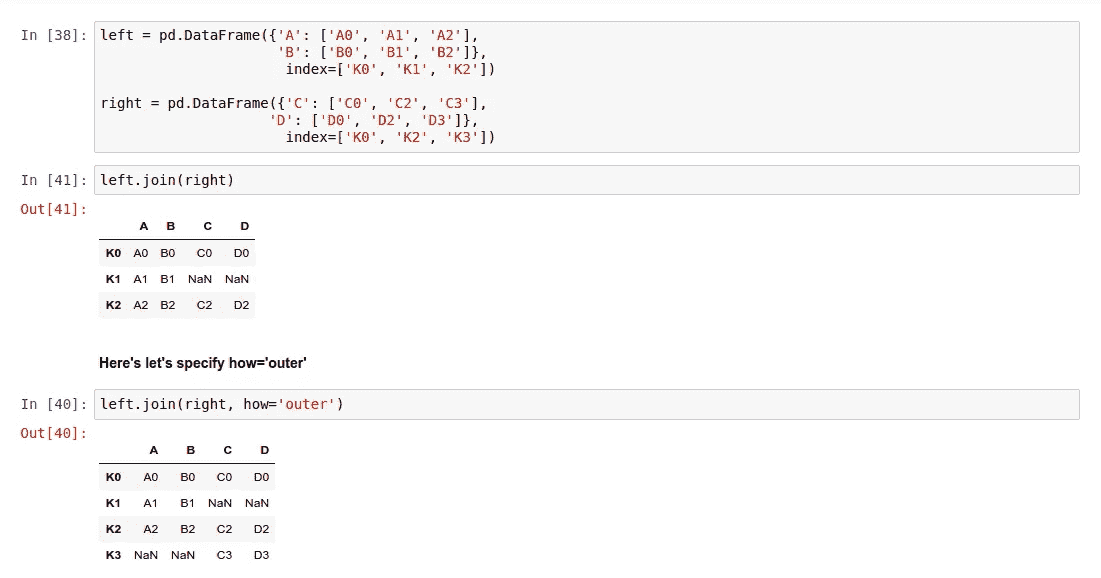 In [38]: left = pd.DataFrame({'A': ['A0', 'A1', 'A2'],
'B': ['B0', 'B1', 'B2']},
index=['K0', 'K1', 'K2'])
right = pd.DataFrame({'C': ['C0', 'C2', 'C3'],
'D': ['D0', 'D2', 'D3']},
index=['K0', 'K2', 'K3'])
In [41]: left.join(right)
Out[41]:
A B C D
K0 A0 B0 C0 D0
K1 A1 B1 NaN NaN
K2 A2 B2 C2 D2
Here's let's specify how='outer'
In [40]: left.join(right, how='outer')
Out[40]:
A B C D
K0 A0 B0 C0 D0
K1 A1 B1 NaN NaN
K2 A2 B2 C2 D2
K3 NaN NaN C3 D3